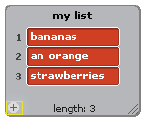 my list
1 bananas
2 an orange
3 strawberries
+ length: 3